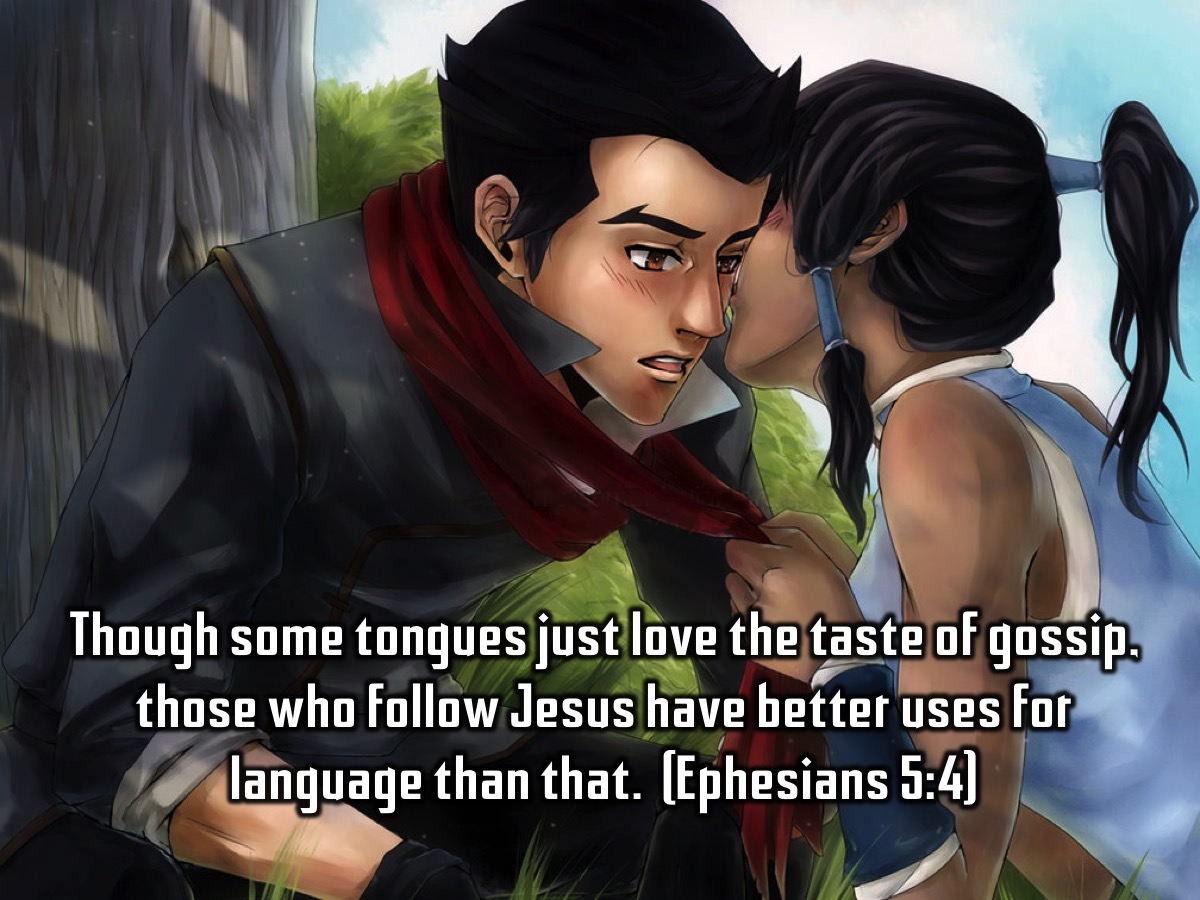 Though some tongues just love the taste of gossip,
those who follow Jesus have better uses for
language than that. (Ephesians 5:4)